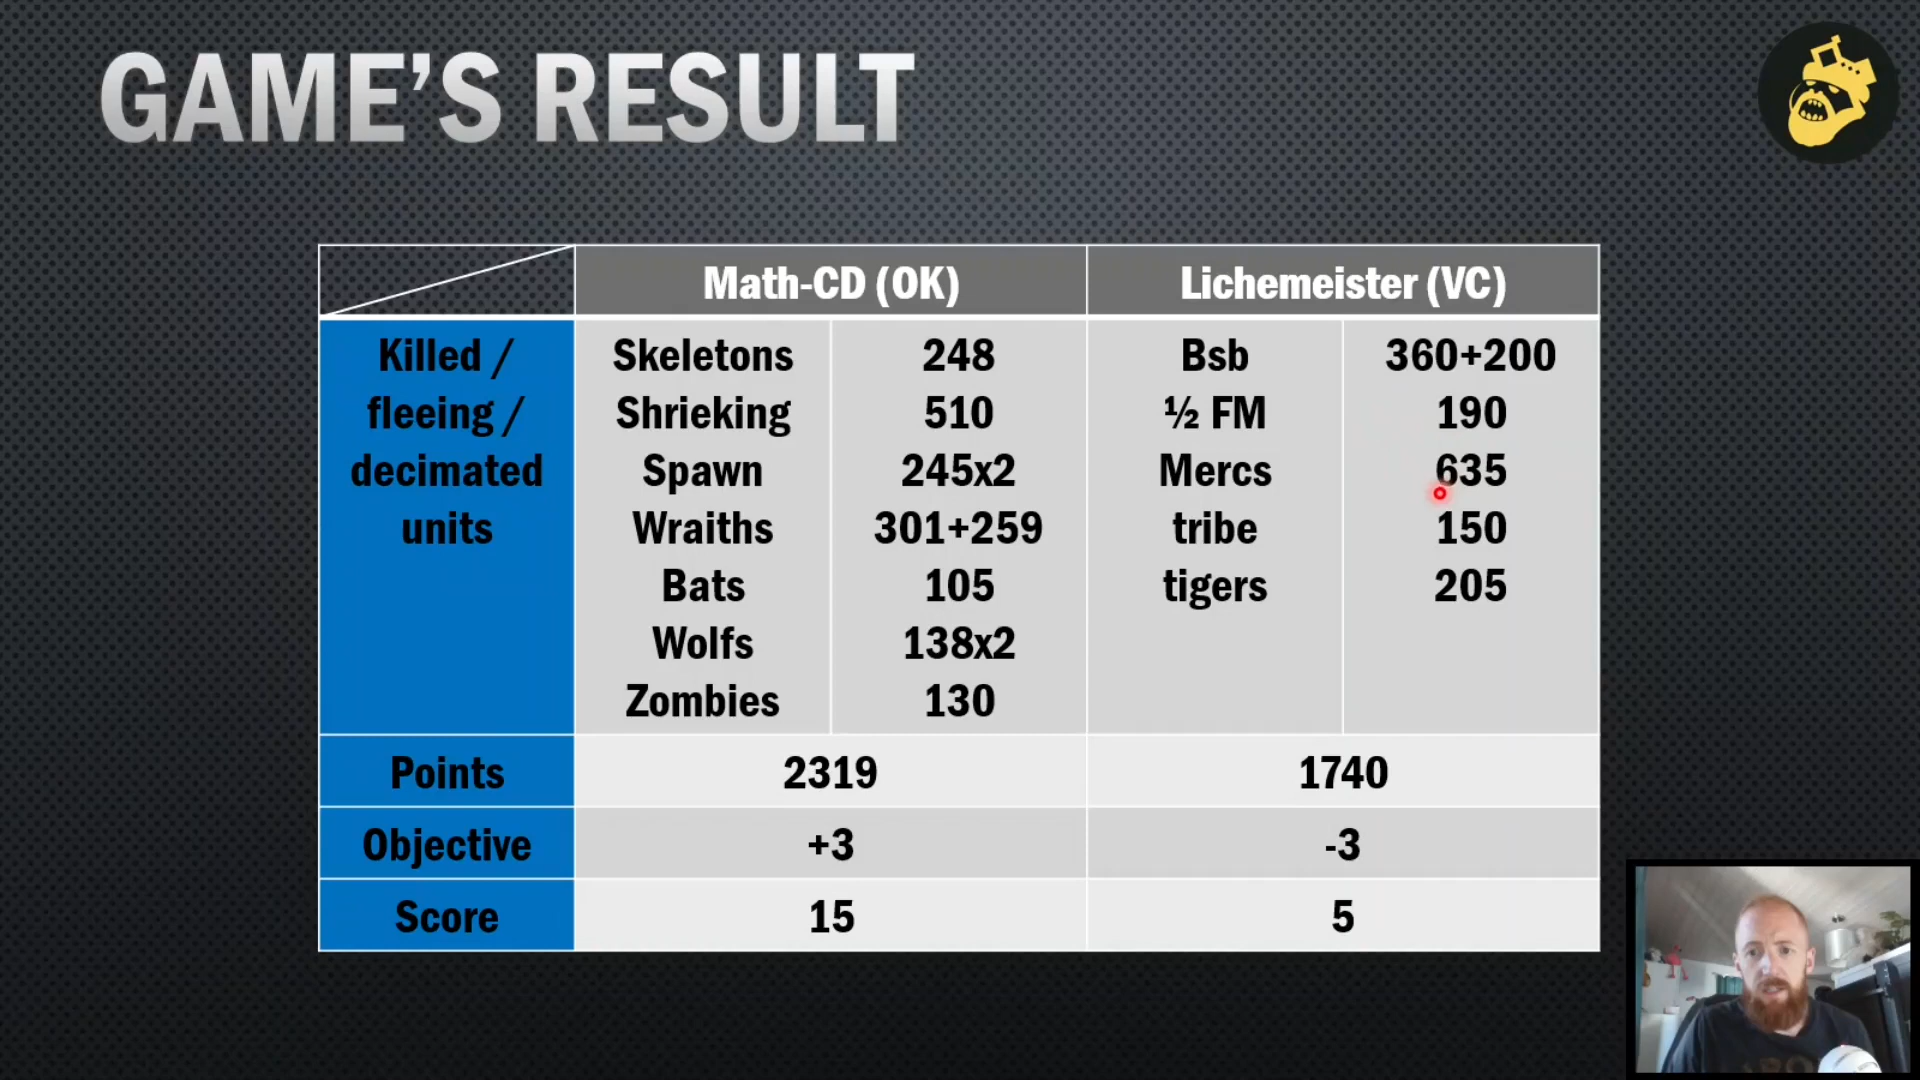 GAME'S RESULT
Math-CD (OK) Lichemeister (VC)
Killed / Skeletons 248 Bsb 360+200
fleeing / Shrieking 510 ½ FM 190
decimated Spawn 245x2 Mercs 635
units Wraiths 301+259 tribe 150
Bats 105 tigers 205
Wolfs 138x2
Zombies 130
Points 2319 1740
Objective +3 -3
Score 15 5